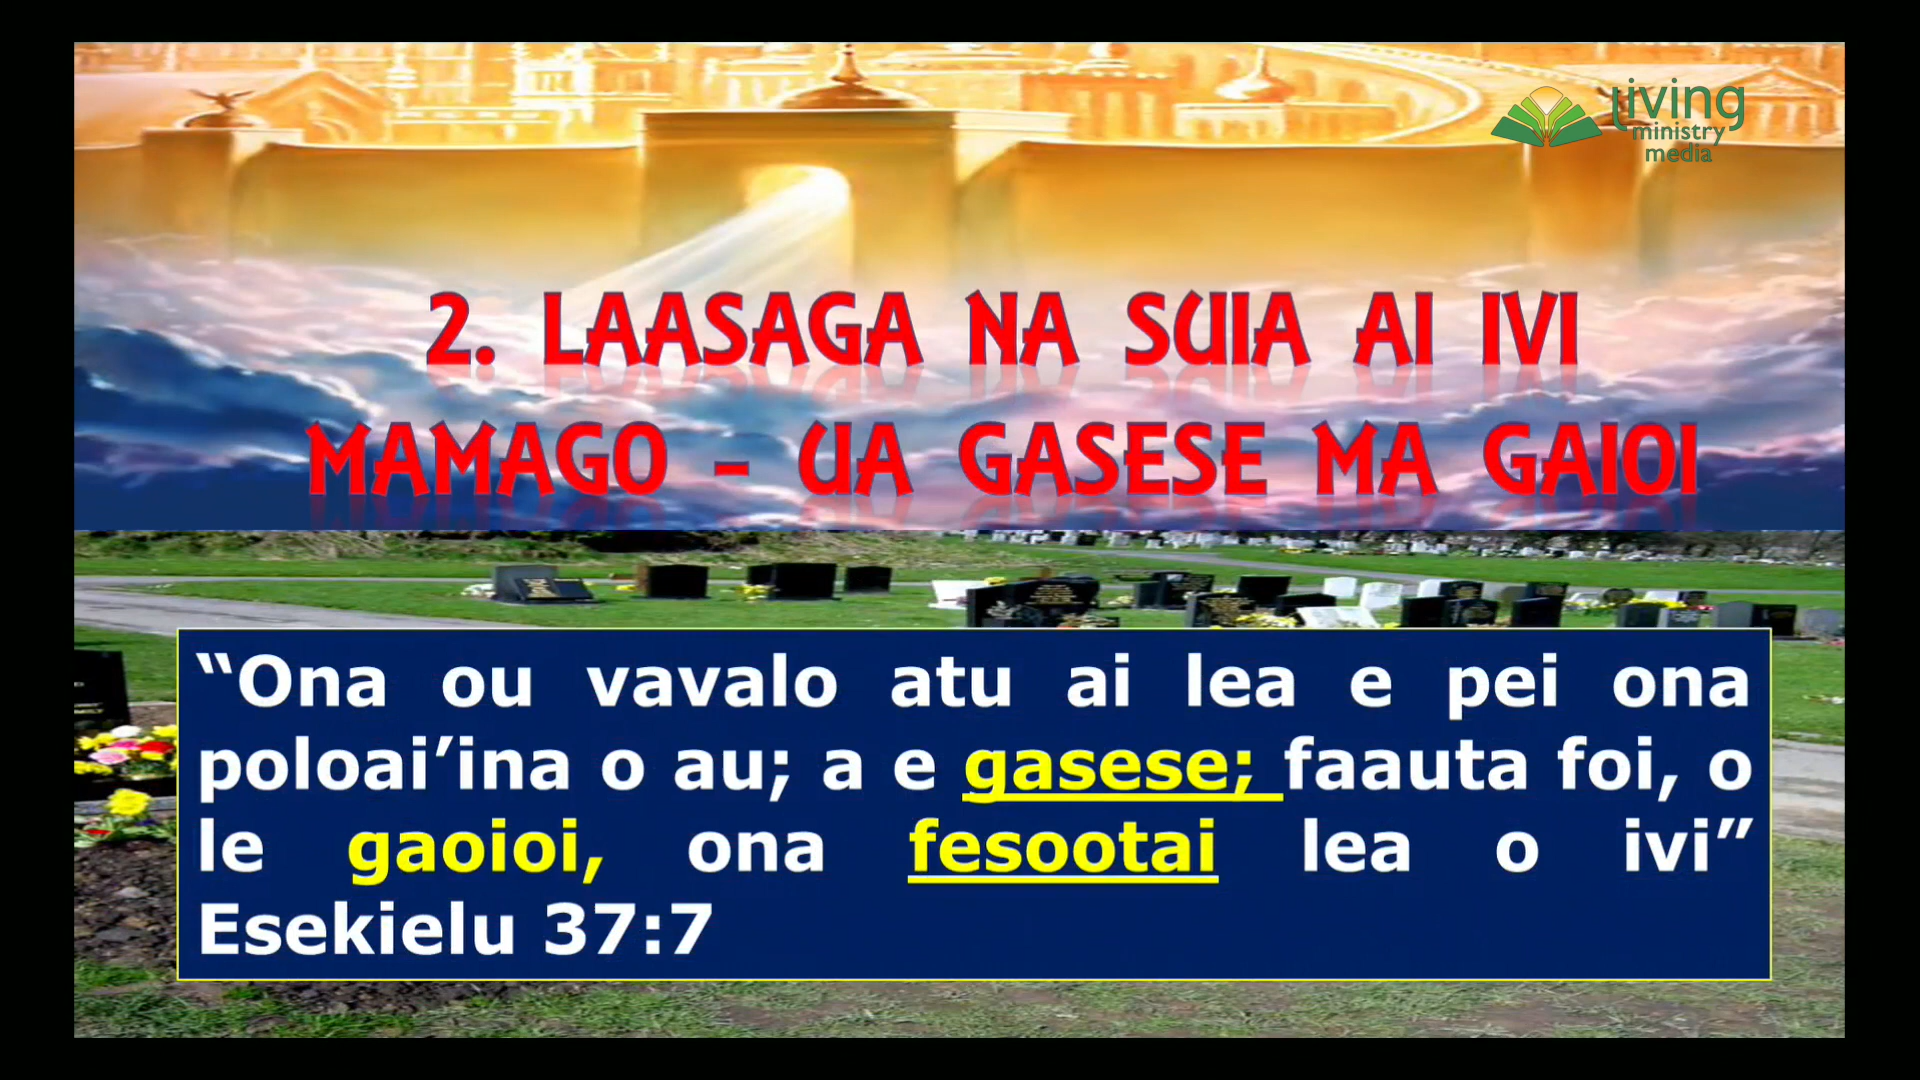 Living
ministry
media
2. LAASAGA NA SUIA AI IVI
MAMAGO – UA GASESE MA GAIOI
“Ona ou vavalo atu ai lea e pei ona
poloai’ina o au; a e gasese; faauta foi, o
le gaoioi, ona fesootai lea o ivi”
Esekielu 37:7